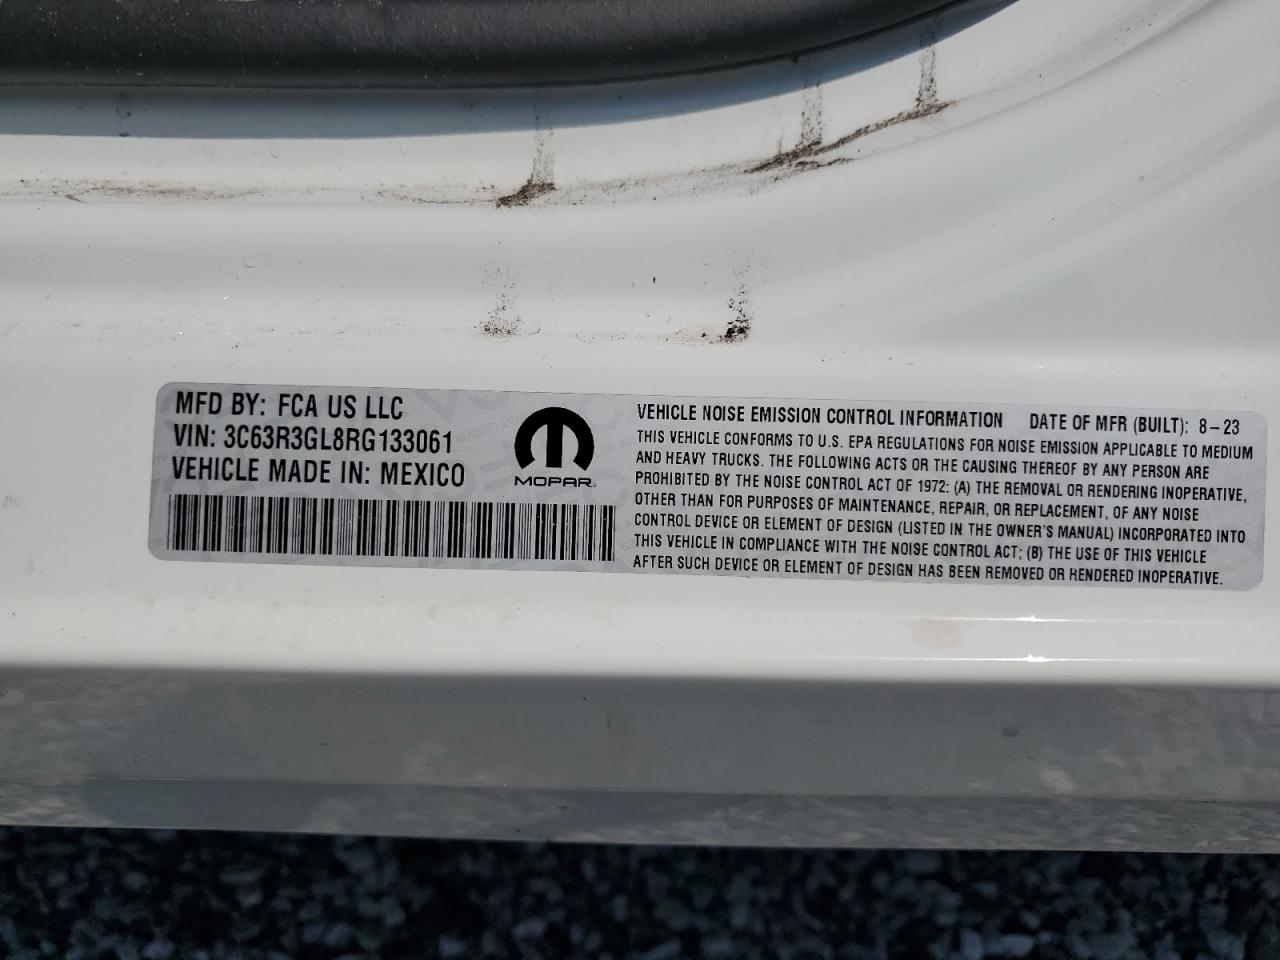 MFD BY: FCA US LLC
VIN: 3C63R3GL8RG133061
VEHICLE MADE IN: MEXICO
MOPAR
VEHICLE NOISE EMISSION CONTROL INFORMATION DATE OF MFR (BUILT): 8-23
THIS VEHICLE CONFORMS TO U.S. EPA REGULATIONS FOR NOISE EMISSION APPLICABLE TO MEDIUM
AND HEAVY TRUCKS. THE FOLLOWING ACTS OR THE CAUSING THEREOF BY ANY PERSON ARE
PROHIBITED BY THE NOISE CONTROL ACT OF 1972: (A) THE REMOVAL OR RENDERING INOPERATIVE,
OTHER THAN FOR PURPOSES OF MAINTENANCE, REPAIR, OR REPLACEMENT, OF ANY NOISE
CONTROL DEVICE OR ELEMENT OF DESIGN (LISTED IN THE OWNER'S MANUAL) INCORPORATED INTO
THIS VEHICLE IN COMPLIANCE WITH THE NOISE CONTROL ACT; (B) THE USE OF THIS VEHICLE
AFTER SUCH DEVICE OR ELEMENT OF DESIGN HAS BEEN REMOVED OR RENDERED INOPERATIVE.